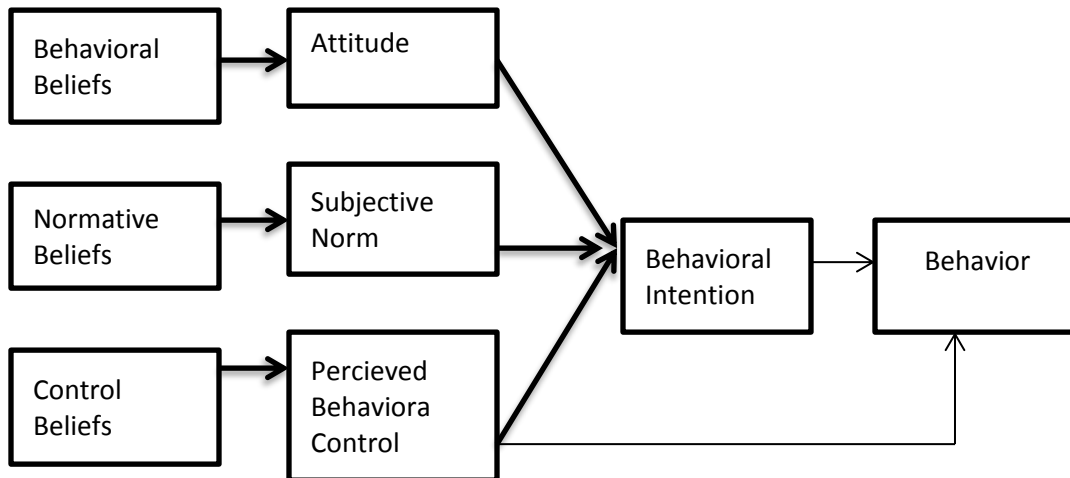 Behavioral
Beliefs
Attitude
Normative
Beliefs
Subjective
Norm
Control
Beliefs
Percieved
Behaviora
Control
Behavioral
Intention
Behavior